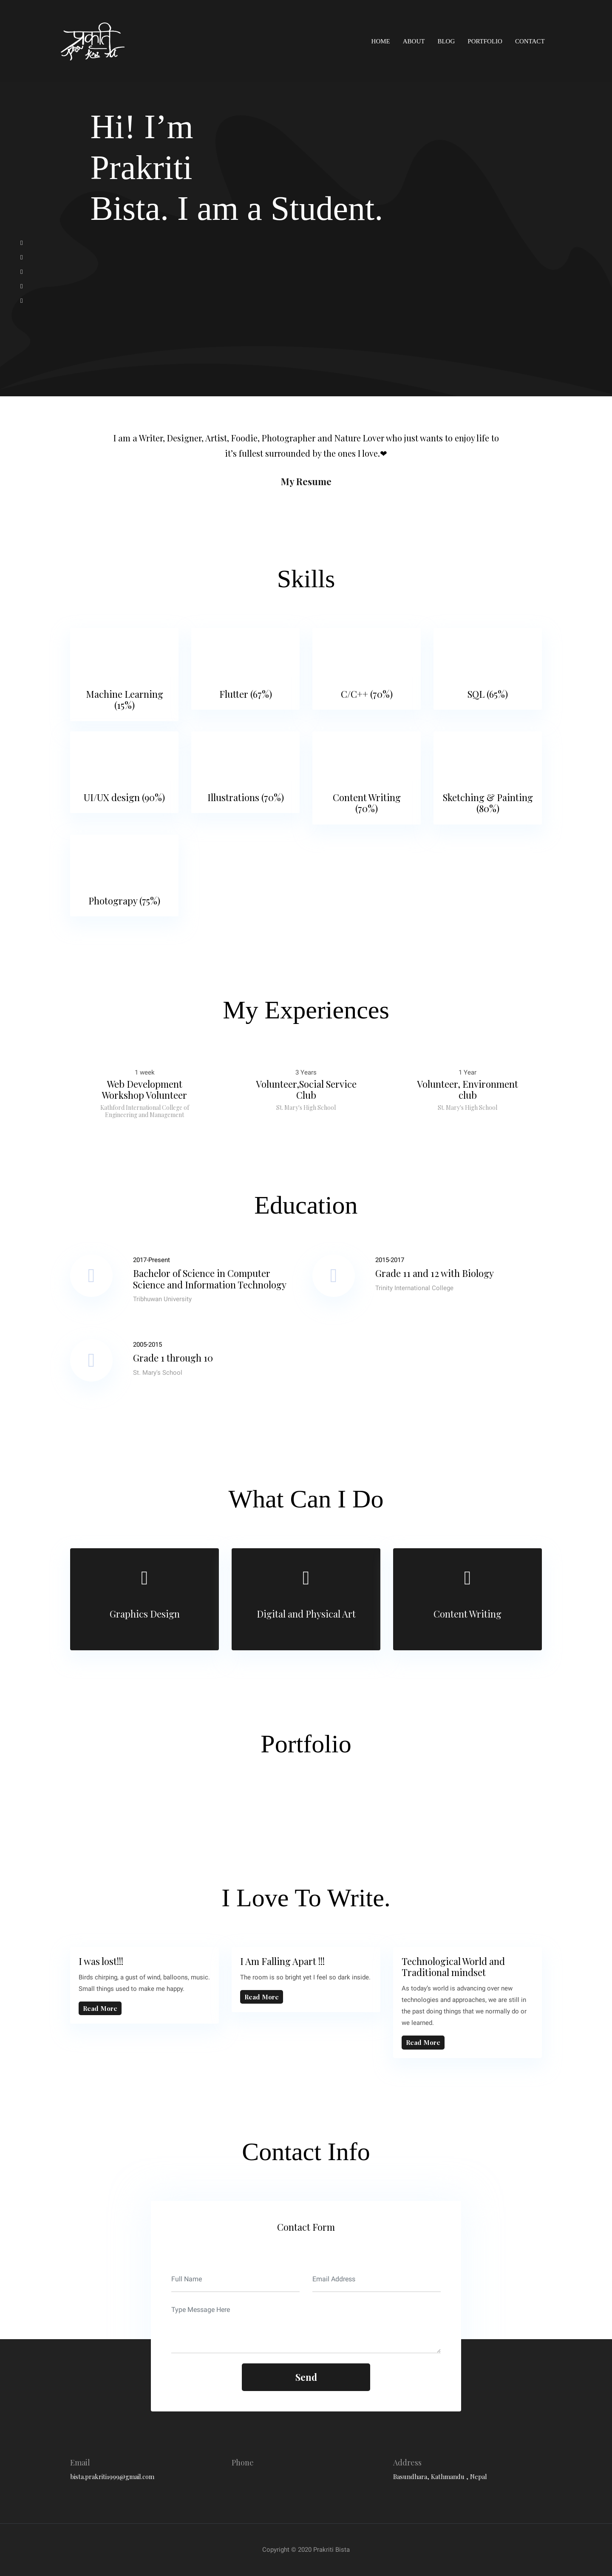 प्रकृति
HOME ABOUT BLOG PORTFOLIO CONTACT
Hi! I’m
Prakriti
Bista. I am a Student.
I am a Writer, Designer, Artist, Foodie, Photographer and Nature Lover who just wants to enjoy life to
it’s fullest surrounded by the ones I love.❤
My Resume
Skills
Machine Learning
(15%)
Flutter (67%)
C/C++ (70%)
SQL (65%)
UI/UX design (90%)
Illustrations (70%)
Content Writing
(70%)
Sketching & Painting
(80%)
Photograpy (75%)
My Experiences
1 week
Web Development
Workshop Volunteer
Kathford International College of
Engineering and Management
3 Years
Volunteer,Social Service
Club
St. Mary's High School
1 Year
Volunteer, Environment
club
St. Mary's High School
Education
2017-Present
Bachelor of Science in Computer
Science and Information Technology
Tribhuwan University
2015-2017
Grade 11 and 12 with Biology
Trinity International College
2005-2015
Grade 1 through 10
St. Mary's School
What Can I Do
Graphics Design
Digital and Physical Art
Content Writing
Portfolio
I Love To Write.
I was lost!!!
Birds chirping, a gust of wind, balloons, music.
Small things used to make me happy.
Read More
I Am Falling Apart !!!
The room is so bright yet I feel so dark inside.
Read More
Technological World and
Traditional mindset
As today's world is advancing over new
technologies and approaches, we are still in
the past doing things that we normally do or
we learned.
Read More
Contact Info
Contact Form
Full Name
Email Address
Type Message Here
Send
Email
bista.prakriti1999@gmail.com
Phone
Address
Basundhara, Kathmandu , Nepal
Copyright © 2020 Prakriti Bista